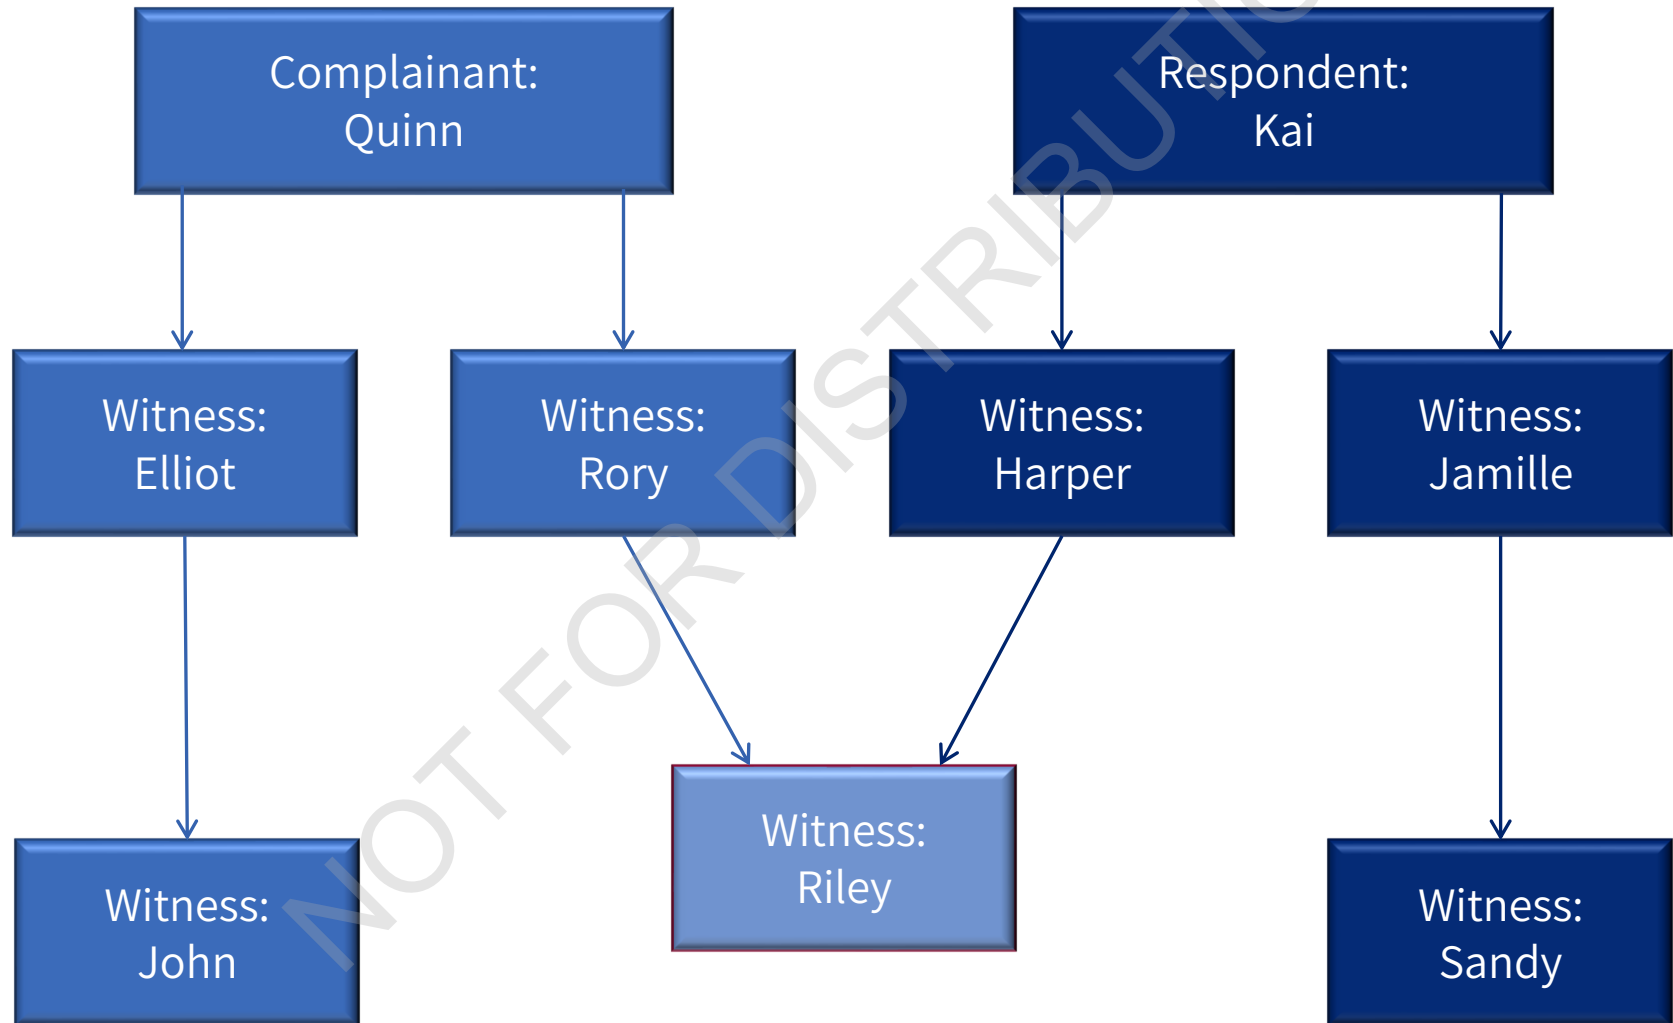 Complainant:
Quinn
Respondent:
Kai
Witness:
Elliot
Witness:
Rory
Witness:
Harper
Witness:
Jamille
Witness:
Riley
Witness:
John
Witness:
Sandy
NOT FOR DISTRIBUTIO